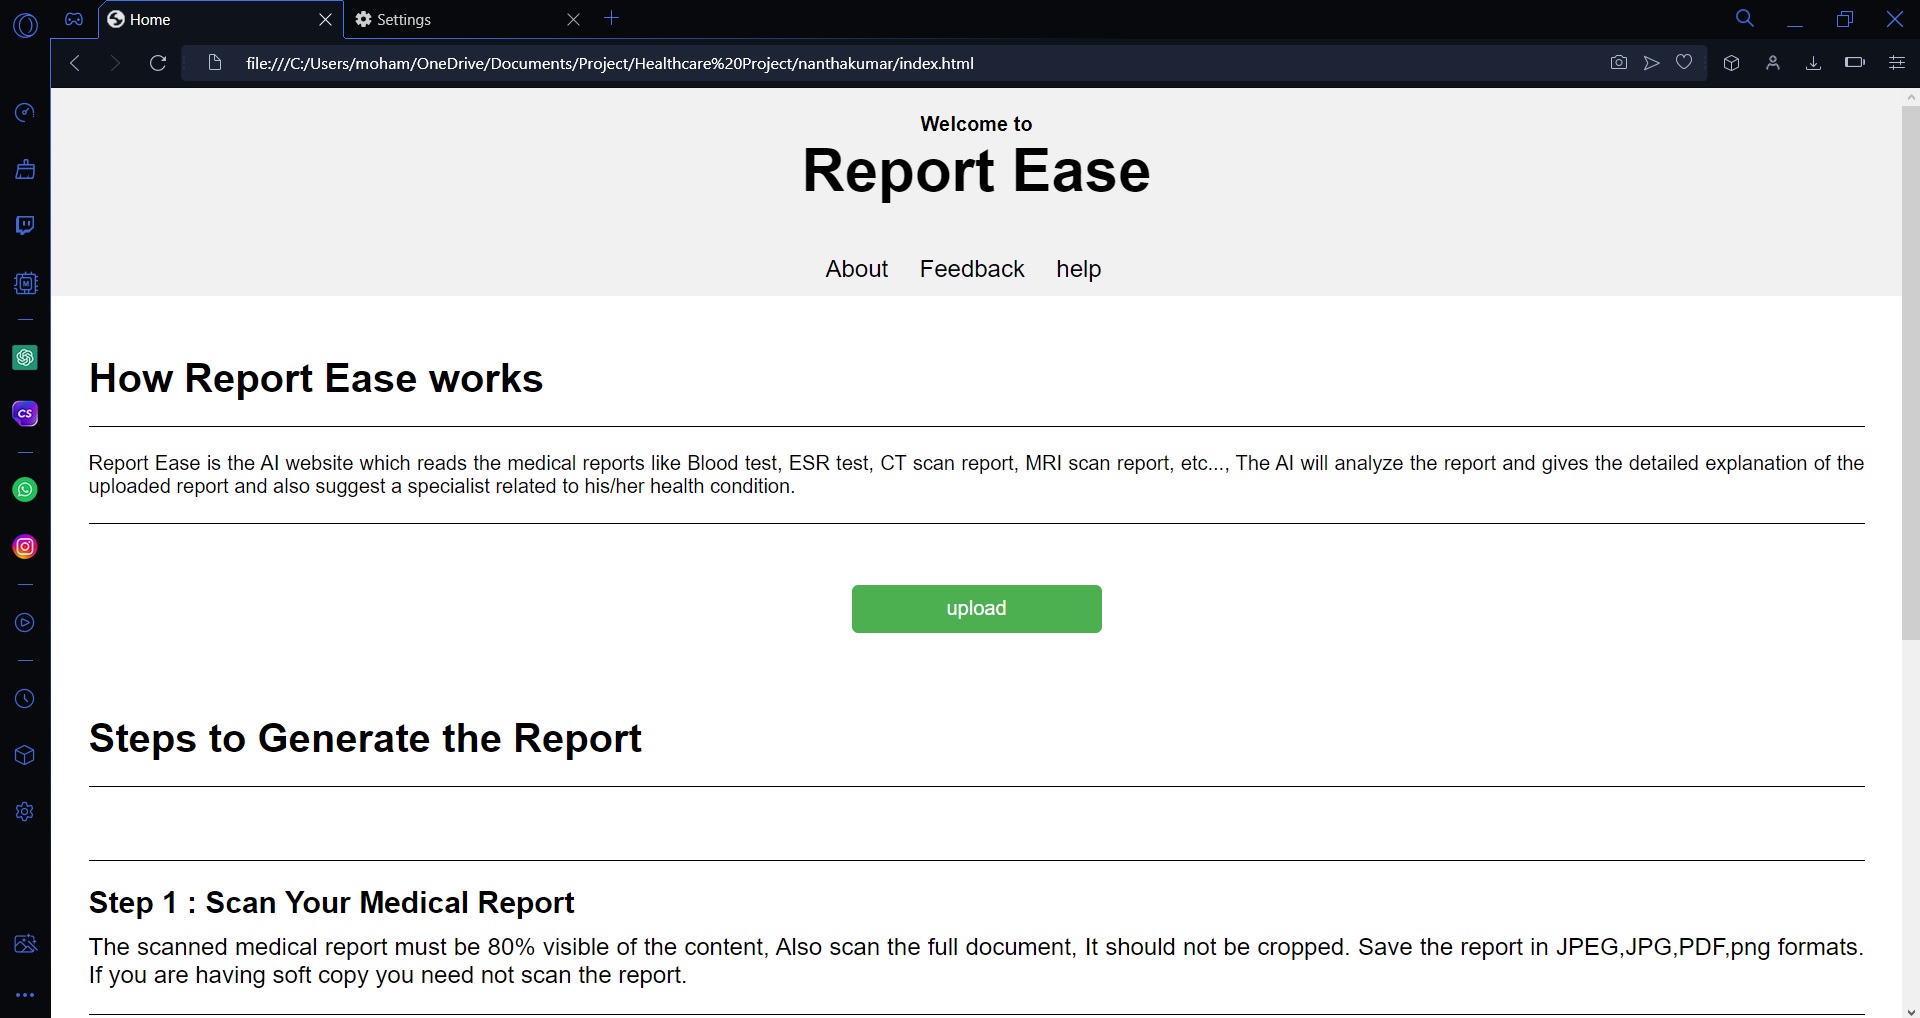 Home
Settings
file:///C:/Users/moham/OneDrive/Documents/Project/Healthcare%20Project/nanthakumar/index.html
Welcome to
Report Ease
About Feedback help
How Report Ease works
Report Ease is the AI website which reads the medical reports like Blood test, ESR test, CT scan report, MRI scan report, etc..., The AI will analyze the report and gives the detailed explanation of the
uploaded report and also suggest a specialist related to his/her health condition.
upload
Steps to Generate the Report
Step 1 : Scan Your Medical Report
The scanned medical report must be 80% visible of the content, Also scan the full document, It should not be cropped. Save the report in JPEG,JPG,PDF,png formats.
If you are having soft copy you need not scan the report.
M
CS